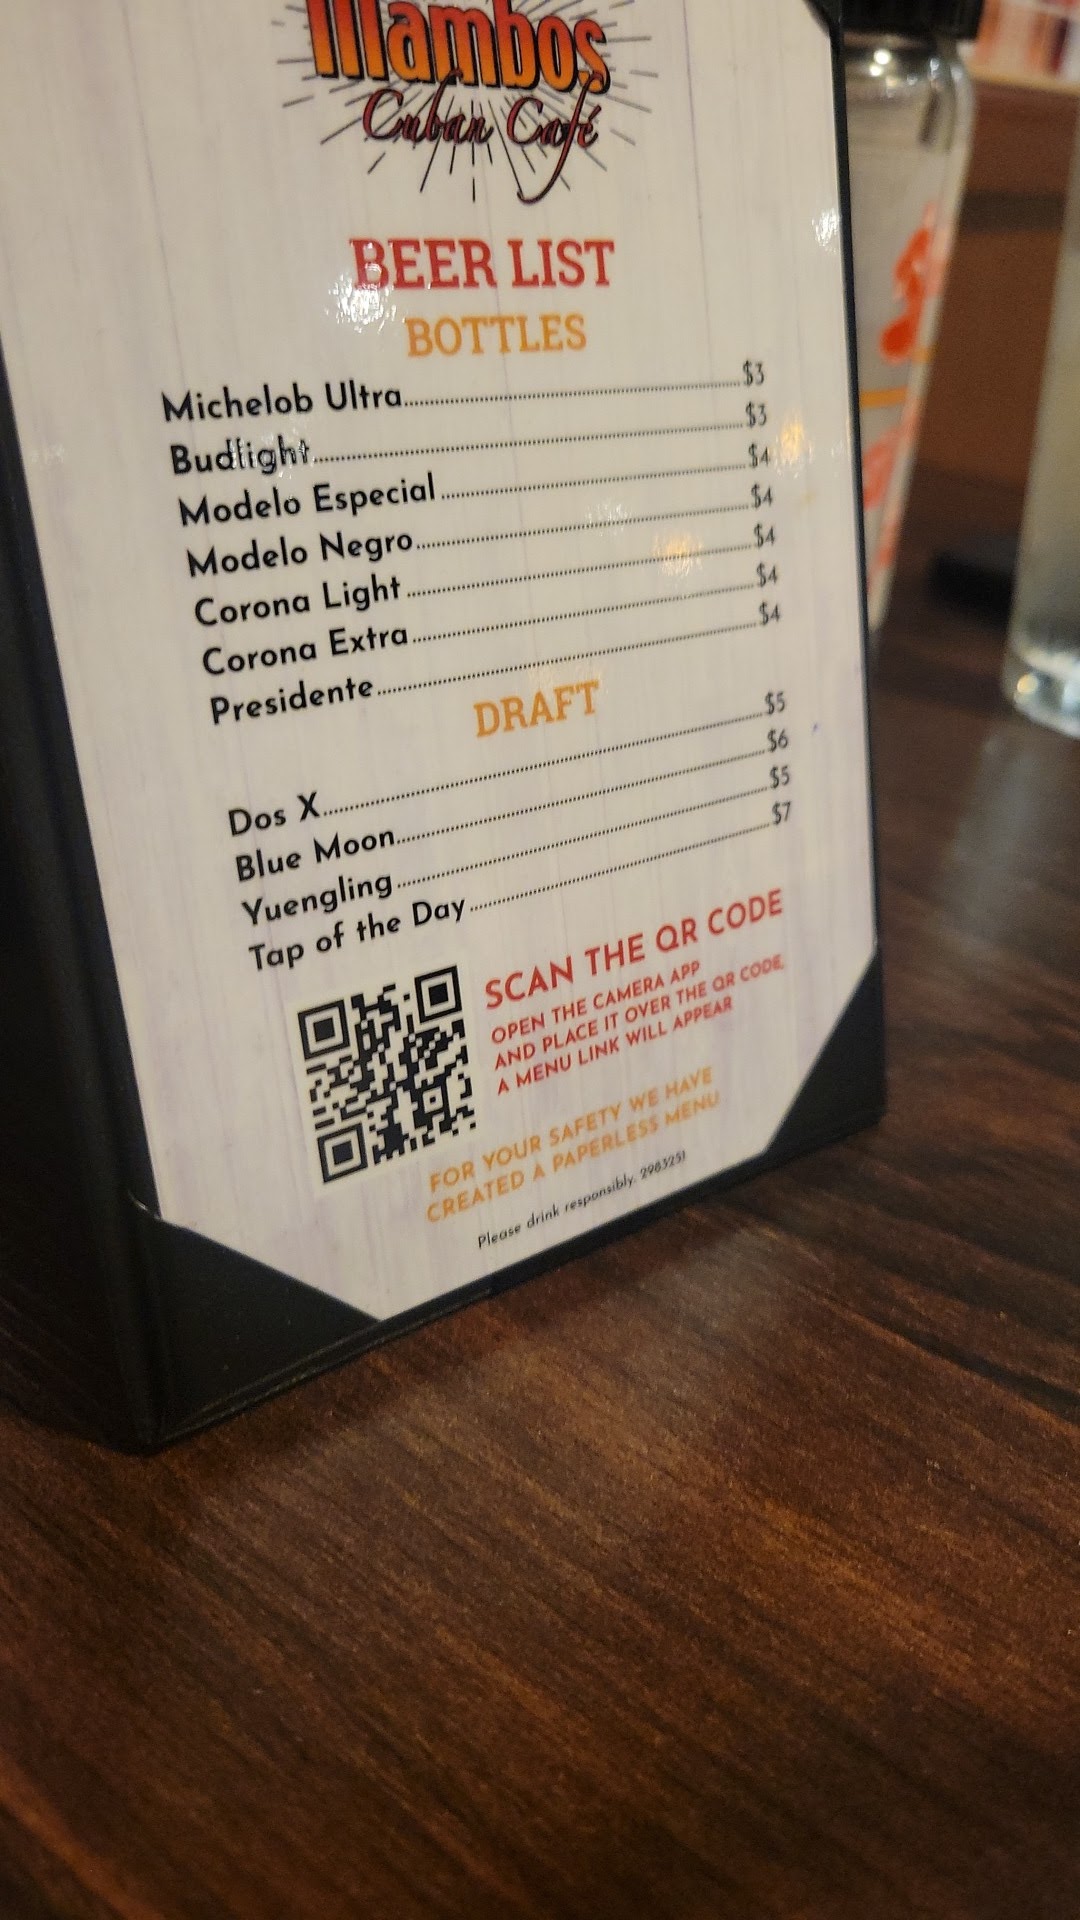 Mambos
Cuban Café
BEER LIST
BOTTLES
Michelob Ultra........$3
Budlight........$3
Modelo Especial........$4
Modelo Negro........$4
Corona Light........$4
Corona Extra........$4
Presidente........$4
DRAFT
Dos X........$5
Blue Moon........$6
Yuengling........$5
Tap of the Day........$7
SCAN THE QR CODE
OPEN THE CAMERA APP
AND PLACE IT OVER THE QR CODE,
A MENU LINK WILL APPEAR
FOR YOUR SAFETY WE HAVE
CREATED A PAPERLESS MENU
Please drink responsibly. 2983251